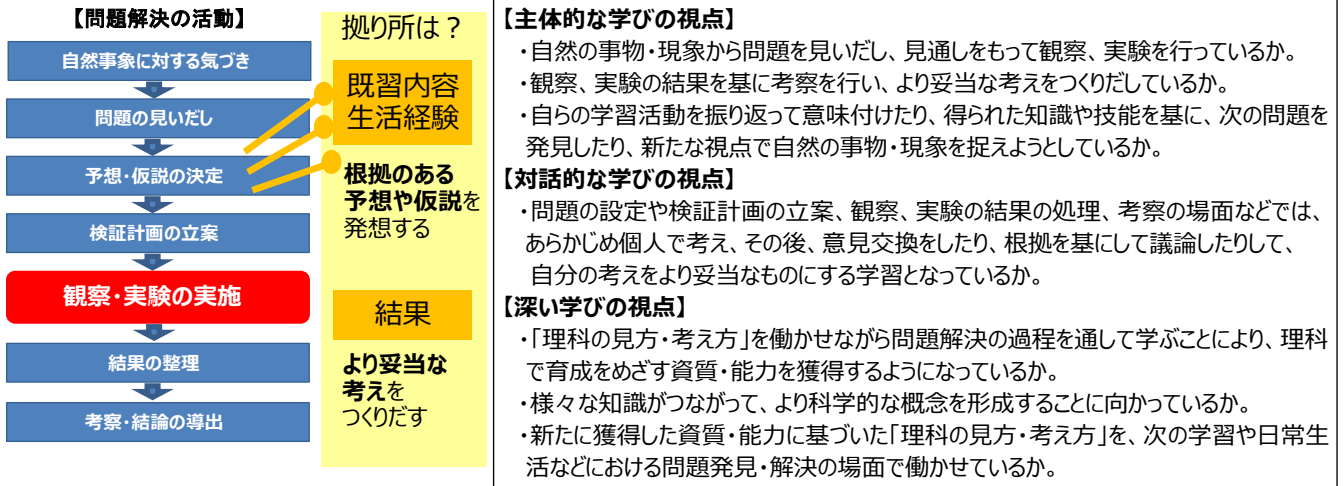 【問題解決の活動】
自然事象に対する気づき
問題の見いだし
予想・仮説の決定
検証計画の立案
観察・実験の実施
結果の整理
考察・結論の導出
拠り所は？
既習内容
生活経験
根拠のある
予想や仮説を
発想する
結果
より妥当な
考えを
つくりだす
【主体的な学びの視点】
・自然の事物・現象から問題を見いだし、見通しをもって観察、実験を行っているか。
・観察、実験の結果を基に考察を行い、より妥当な考えをつくりだしているか。
・自らの学習活動を振り返って意味付けたり、得られた知識や技能を基に、次の問題を
発見したり、新たな視点で自然の事物・現象を捉えようとしているか。
【対話的な学びの視点】
・問題の設定や検証計画の立案、観察、実験の結果の処理、考察の場面などでは、
あらかじめ個人で考え、その後、意見交換をしたり、根拠を基にして議論したりして、
自分の考えをより妥当なものにする学習となっているか。
【深い学びの視点】
・「理科の見方・考え方」を働かせながら問題解決の過程を通して学ぶことにより、理科
で育成をめざす資質・能力を獲得するようになっているか。
・様々な知識がつながって、より科学的な概念を形成することに向かっているか。
・新たに獲得した資質・能力に基づいた「理科の見方・考え方」を、次の学習や日常生
活などにおける問題発見・解決の場面で働かせているか。